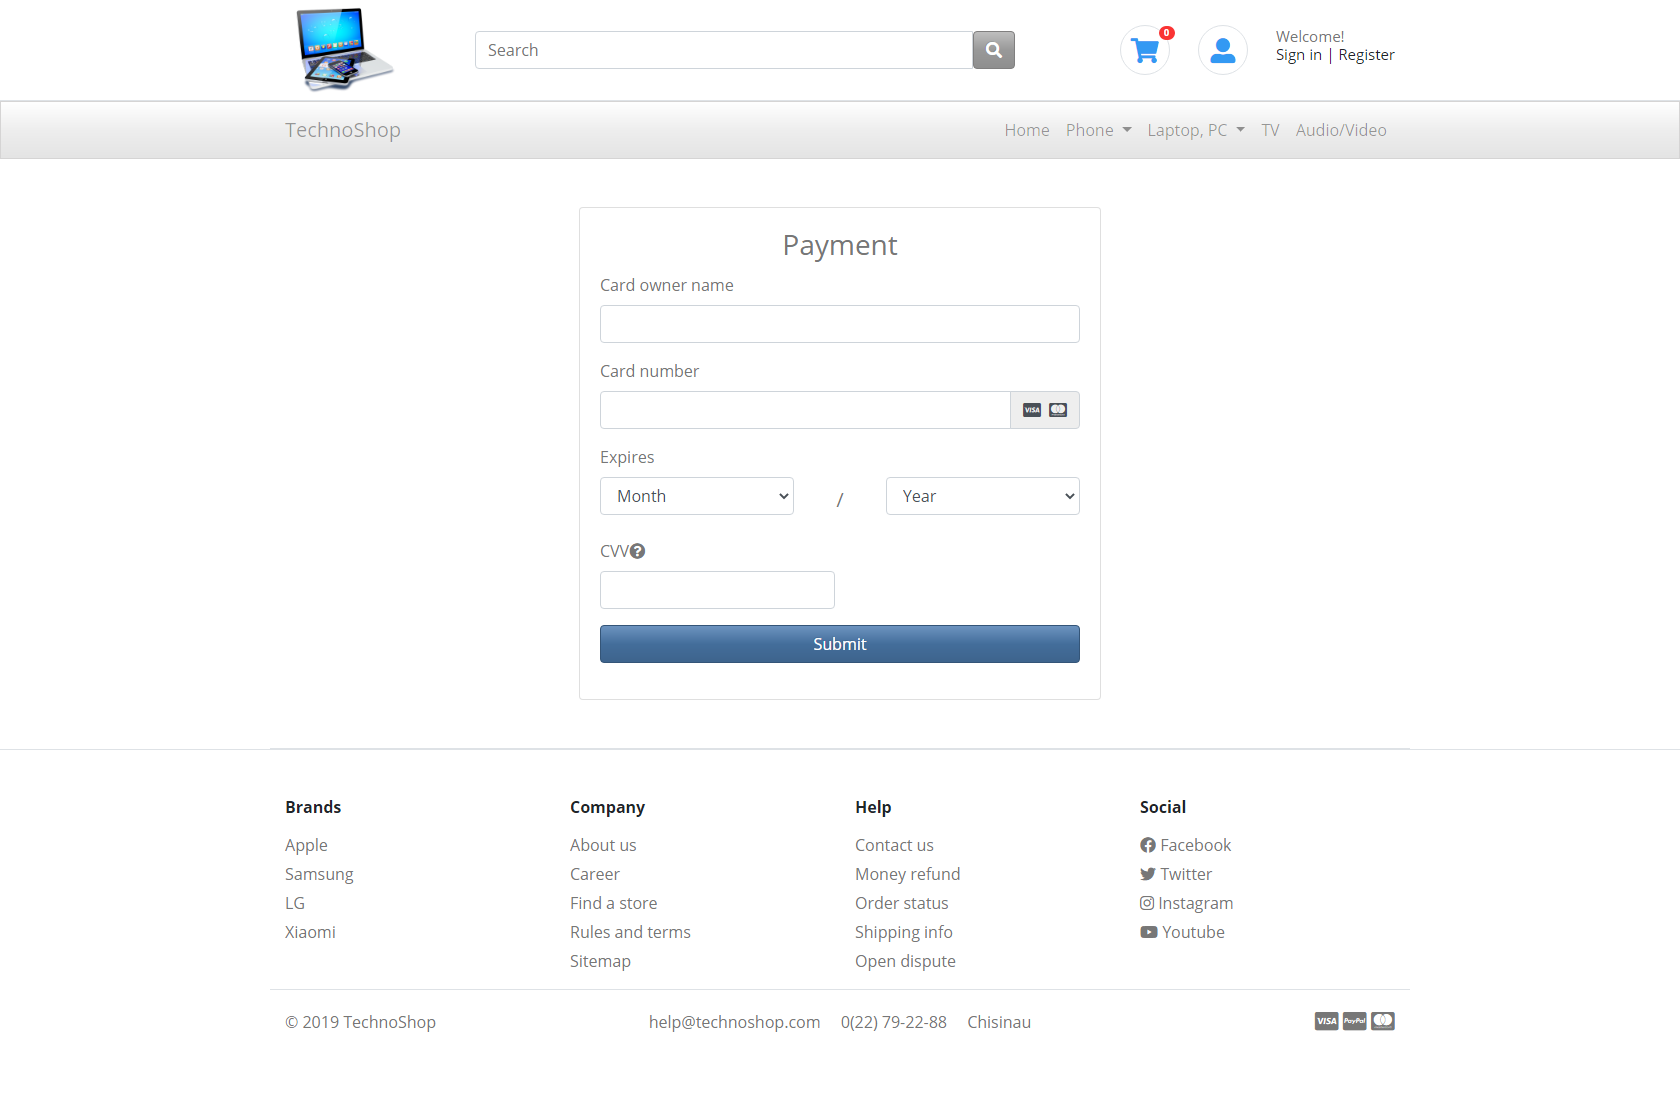 Search
0
Welcome!
Sign in | Register
TechnoShop
Home Phone Laptop, PC TV Audio/Video
Payment
Card owner name
Card number
VISA
Expires
Month / Year
CVV
Submit
Brands
Apple
Samsung
LG
Xiaomi
Company
About us
Career
Find a store
Rules and terms
Sitemap
Help
Contact us
Money refund
Order status
Shipping info
Open dispute
Social
Facebook
Twitter
Instagram
Youtube
© 2019 TechnoShop
help@technoshop.com 0(22) 79-22-88 Chisinau
VISA PayPal